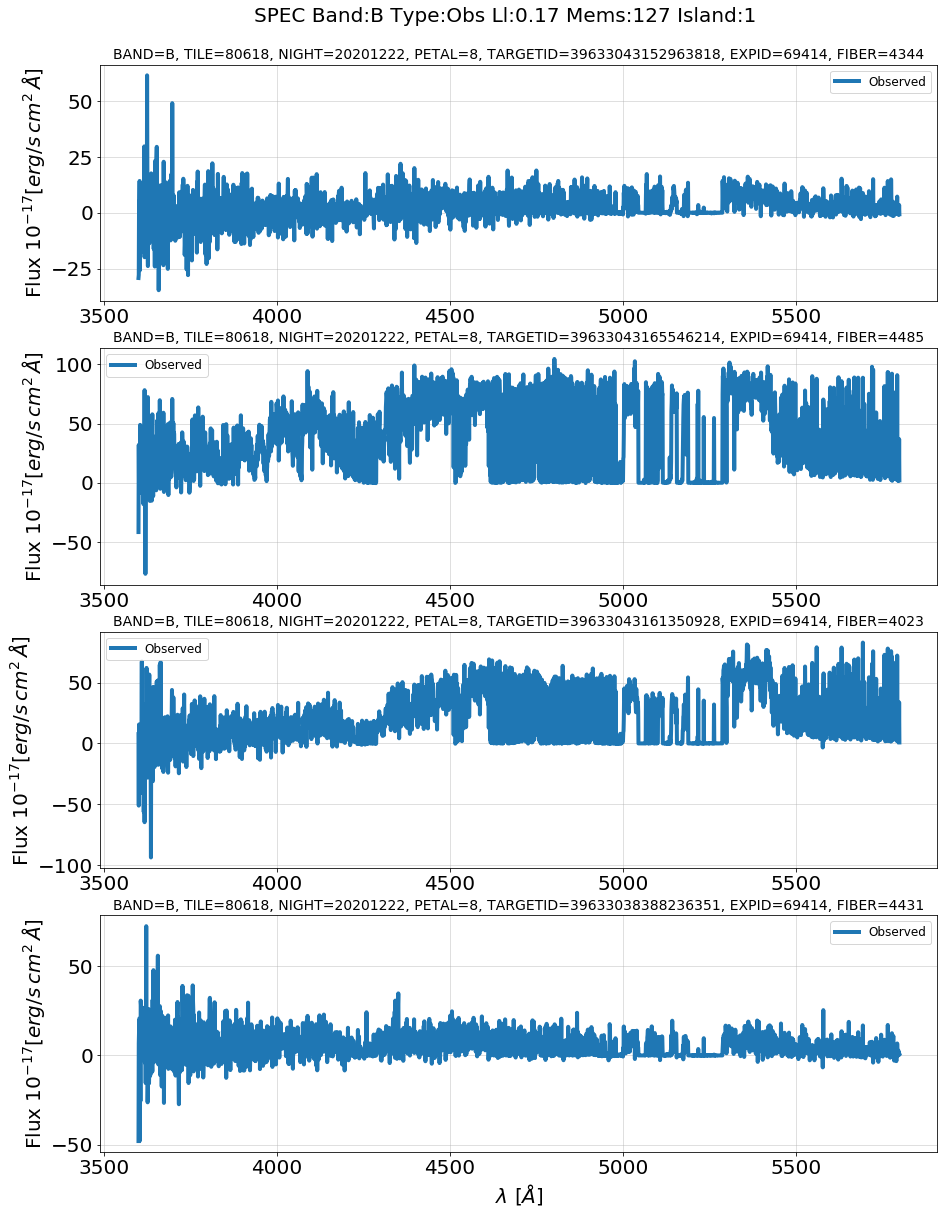 SPEC Band:B Type:Obs Ll:0.17 Mems:127 Island:1
BAND=B, TILE=80618, NIGHT=20201222, PETAL=8, TARGETID=39633043152963818, EXPID=69414, FIBER=4344
Flux 10^{-17}[erg/s cm^2 Å]
50
25
0
−25
Observed
3500 4000 4500 5000 5500
BAND=B, TILE=80618, NIGHT=20201222, PETAL=8, TARGETID=39633043165546214, EXPID=69414, FIBER=4485
Flux 10^{-17}[erg/s cm^2 Å]
100
50
0
−50
Observed
3500 4000 4500 5000 5500
BAND=B, TILE=80618, NIGHT=20201222, PETAL=8, TARGETID=39633043161350928, EXPID=69414, FIBER=4023
Flux 10^{-17}[erg/s cm^2 Å]
50
0
−50
−100
Observed
3500 4000 4500 5000 5500
BAND=B, TILE=80618, NIGHT=20201222, PETAL=8, TARGETID=39633038388236351, EXPID=69414, FIBER=4431
Flux 10^{-17}[erg/s cm^2 Å]
50
0
−50
Observed
3500 4000 4500 5000 5500
λ [Å]